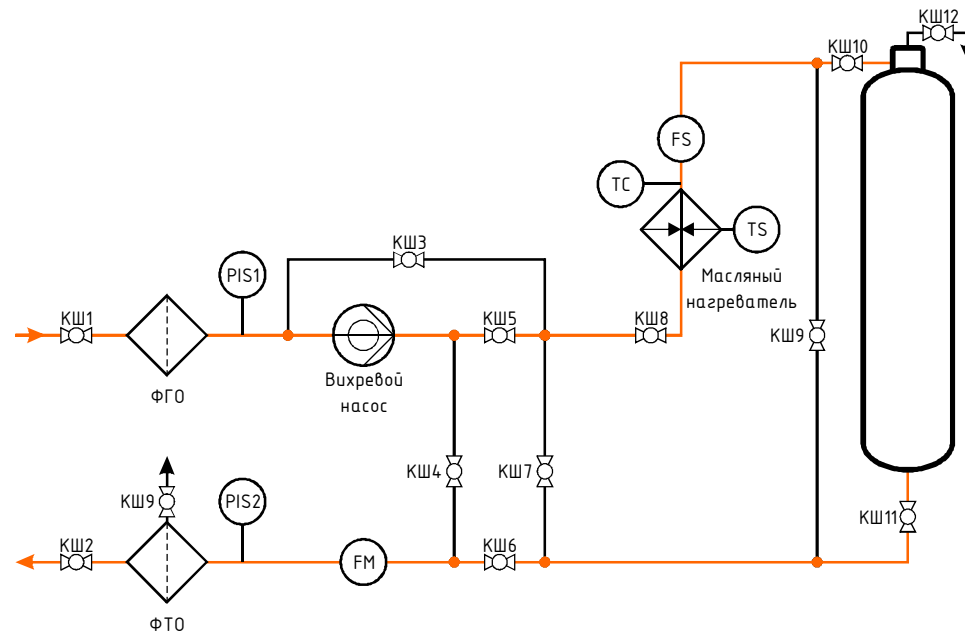 КШ12
КШ10
FS
TC
TS
КШ3
Масляный
нагреватель
PIS1
КШ1
КШ5
КШ8
КШ9
Вихревой
насос
ФГО
КШ4
КШ7
КШ9
PIS2
КШ11
КШ2
FM
КШ6
ФТО